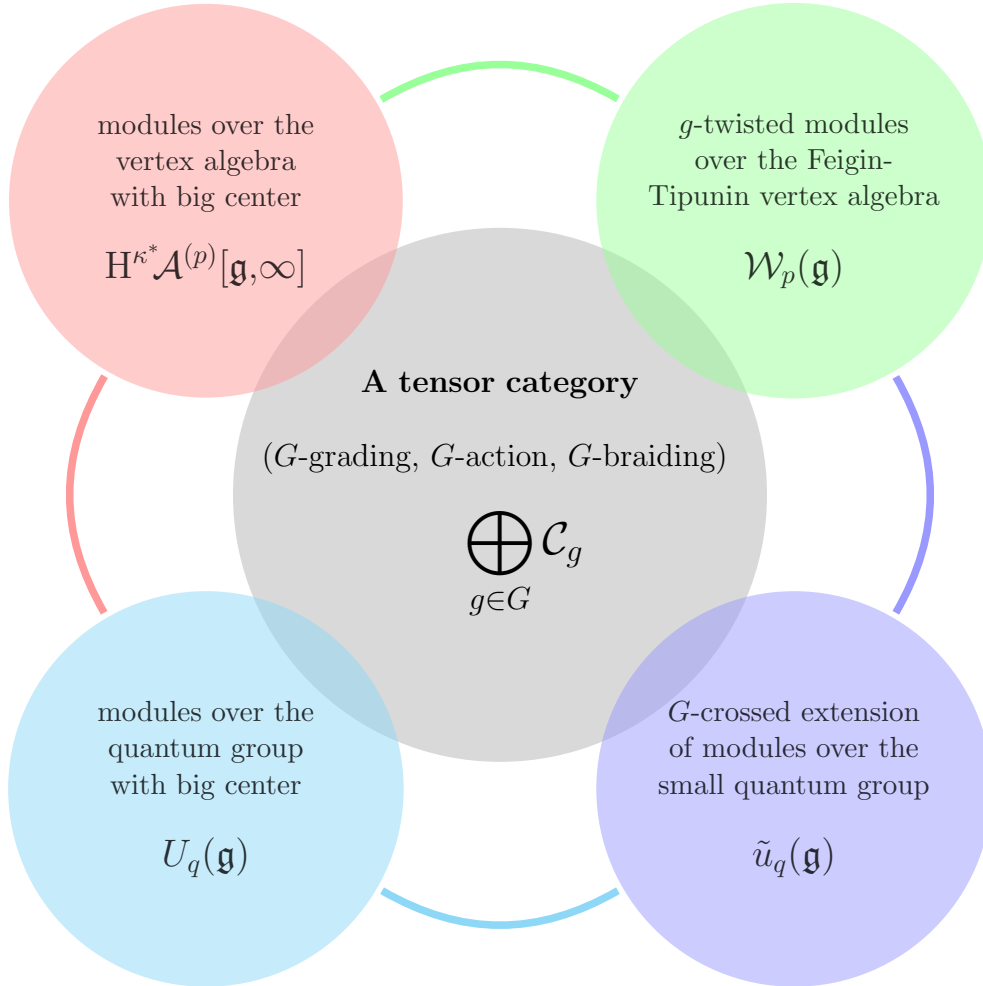 modules over the
vertex algebra
with big center
H^{κ*}𝒜^{(p)}[𝔤,∞]
g-twisted modules
over the Feigin-
Tipunin vertex algebra
𝒲_p(𝔤)
A tensor category
(G-grading, G-action, G-braiding)
⨁ 𝒞_g
g∈G
modules over the
quantum group
with big center
U_q(𝔤)
G-crossed extension
of modules over the
small quantum group
ũ_q(𝔤)